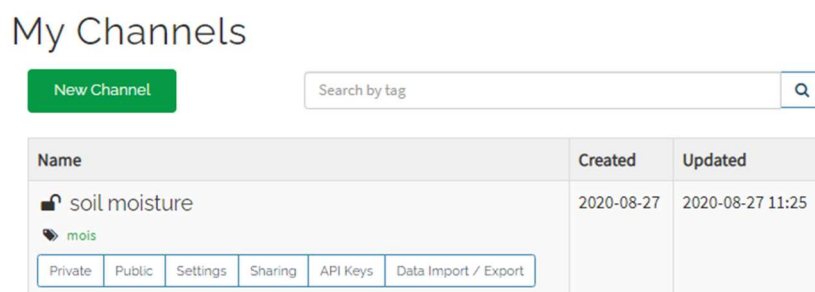 My Channels
New Channel
Search by tag
Name Created Updated
soil moisture 2020-08-27 2020-08-27 11:25
mois
Private Public Settings Sharing API Keys Data Import / Export